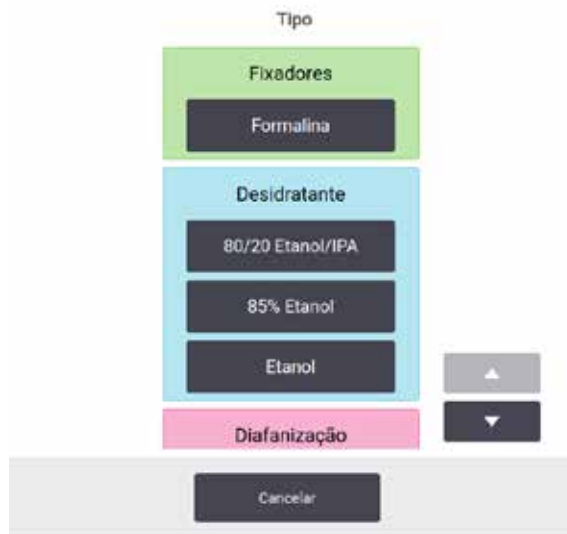 Tipo
Fixadores
Formalina
Desidratante
80/20 Etanol/IPA
85% Etanol
Etanol
Diafanização
Cancelar